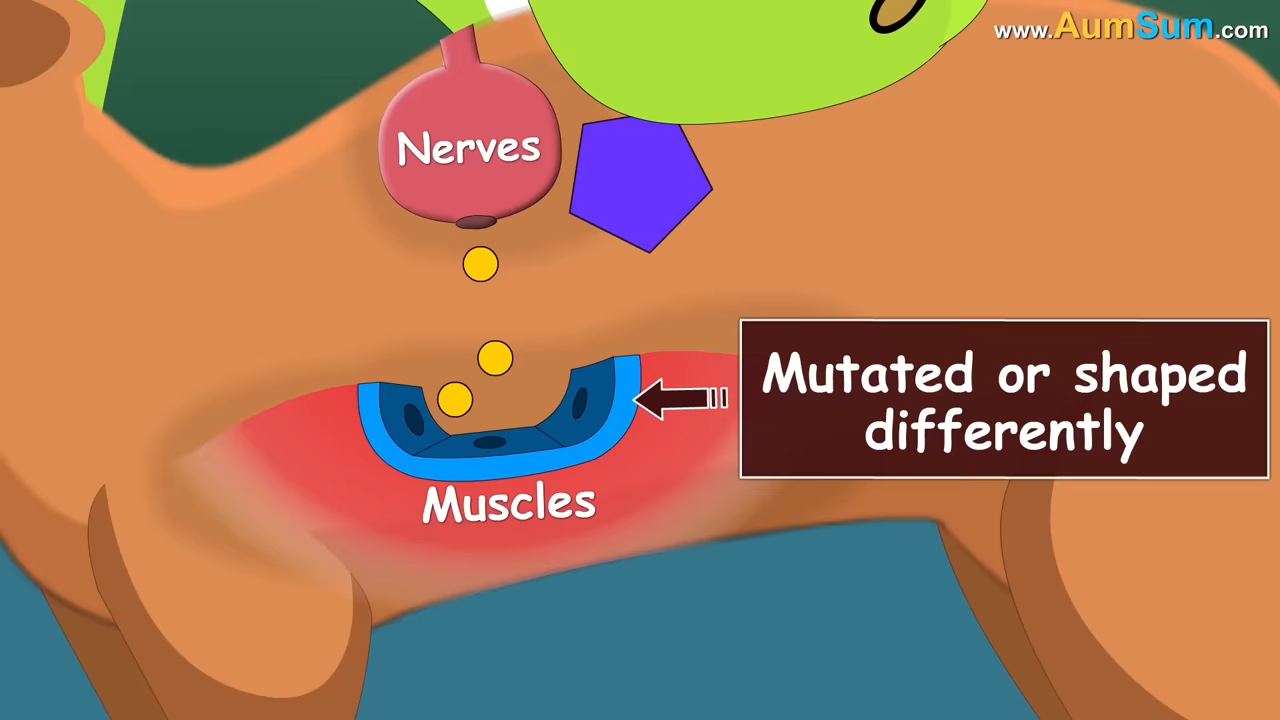 www.AumSum.com
Nerves
Mutated or shaped
differently
Muscles